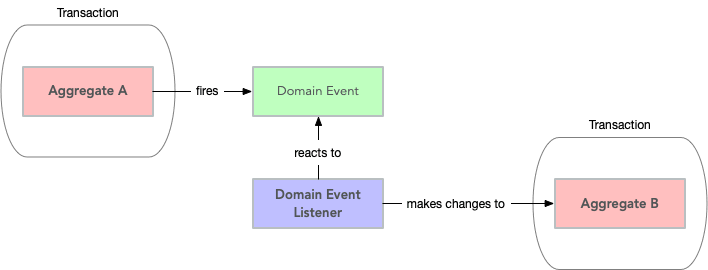 Transaction
Aggregate A
fires
Domain Event
reacts to
Transaction
Domain Event
Listener
makes changes to
Aggregate B